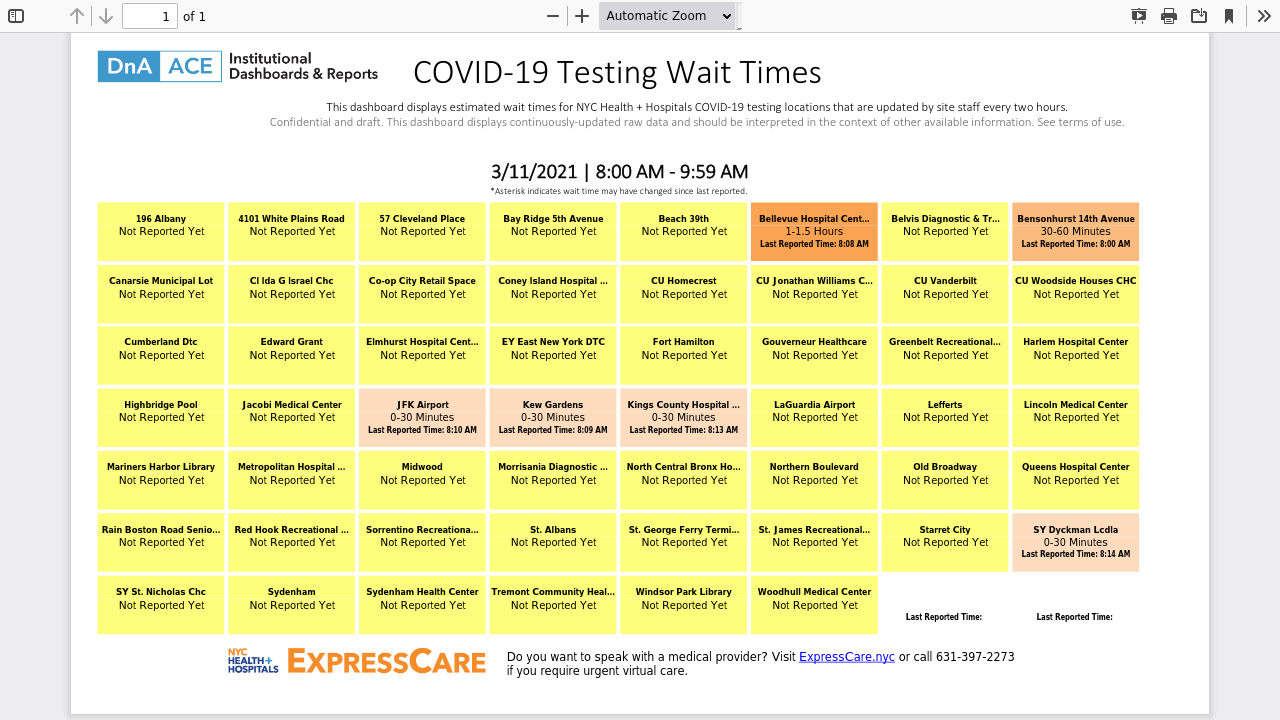 1 of 1 Automatic Zoom
DnA ACE Institutional
Dashboards & Reports
COVID-19 Testing Wait Times
This dashboard displays estimated wait times for NYC Health + Hospitals COVID-19 testing locations that are updated by site staff every two hours.
Confidential and draft. This dashboard displays continuously-updated raw data and should be interpreted in the context of other available information. See terms of use.
3/11/2021 | 8:00 AM - 9:59 AM
*Asterisk indicates wait time may have changed since last reported.
196 Albany
Not Reported Yet
4101 White Plains Road
Not Reported Yet
57 Cleveland Place
Not Reported Yet
Bay Ridge 5th Avenue
Not Reported Yet
Beach 39th
Not Reported Yet
Bellevue Hospital Cent...
1-1.5 Hours
Last Reported Time: 8:08 AM
Belvis Diagnostic & Tr...
Not Reported Yet
Bensonhurst 14th Avenue
30-60 Minutes
Last Reported Time: 8:00 AM
Canarsie Municipal Lot
Not Reported Yet
CI Ida G Israel Chc
Not Reported Yet
Co-op City Retail Space
Not Reported Yet
Coney Island Hospital ...
Not Reported Yet
CU Homecrest
Not Reported Yet
CU Jonathan Williams C...
Not Reported Yet
CU Vanderbilt
Not Reported Yet
CU Woodside Houses CHC
Not Reported Yet
Cumberland Dtc
Not Reported Yet
Edward Grant
Not Reported Yet
Elmhurst Hospital Cent...
Not Reported Yet
EY East New York DTC
Not Reported Yet
Fort Hamilton
Not Reported Yet
Gouverneur Healthcare
Not Reported Yet
Greenbelt Recreational...
Not Reported Yet
Harlem Hospital Center
Not Reported Yet
Highbridge Pool
Not Reported Yet
Jacobi Medical Center
Not Reported Yet
JFK Airport
0-30 Minutes
Last Reported Time: 8:10 AM
Kew Gardens
0-30 Minutes
Last Reported Time: 8:09 AM
Kings County Hospital ...
0-30 Minutes
Last Reported Time: 8:13 AM
LaGuardia Airport
Not Reported Yet
Lefferts
Not Reported Yet
Lincoln Medical Center
Not Reported Yet
Mariners Harbor Library
Not Reported Yet
Metropolitan Hospital ...
Not Reported Yet
Midwood
Not Reported Yet
Morrisania Diagnostic ...
Not Reported Yet
North Central Bronx Ho...
Not Reported Yet
Northern Boulevard
Not Reported Yet
Old Broadway
Not Reported Yet
Queens Hospital Center
Not Reported Yet
Rain Boston Road Senio...
Not Reported Yet
Red Hook Recreational ...
Not Reported Yet
Sorrentino Recreationa...
Not Reported Yet
St. Albans
Not Reported Yet
St. George Ferry Termi...
Not Reported Yet
St. James Recreational...
Not Reported Yet
Starret City
Not Reported Yet
SY Dyckman Lcdla
0-30 Minutes
Last Reported Time: 8:14 AM
SY St. Nicholas Chc
Not Reported Yet
Sydenham
Not Reported Yet
Sydenham Health Center
Not Reported Yet
Tremont Community Heal...
Not Reported Yet
Windsor Park Library
Not Reported Yet
Woodhull Medical Center
Not Reported Yet
Last Reported Time:
Last Reported Time:
NYC
HEALTH+
HOSPITALS
EXPRESSCARE
Do you want to speak with a medical provider? Visit ExpressCare.nyc or call 631-397-2273
if you require urgent virtual care.